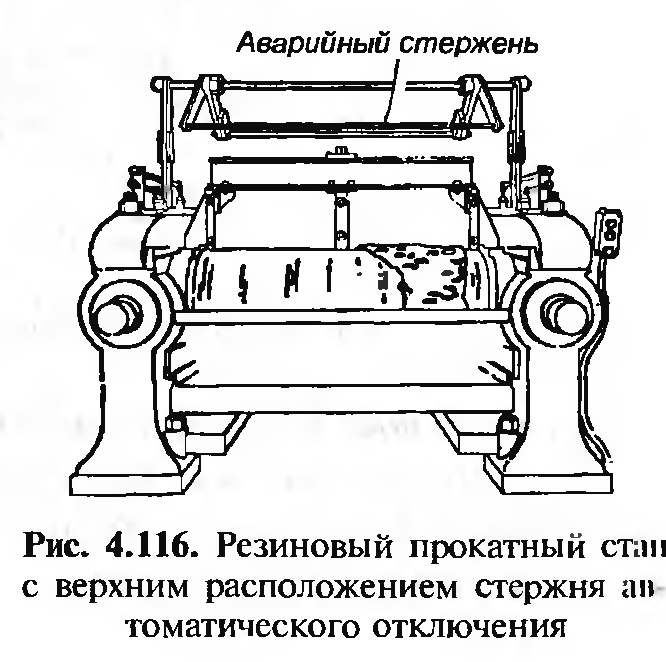 Аварийный стержень
Рис. 4.116. Резиновый прокатный стан
с верхним расположением стержня ав-
томатического отключения